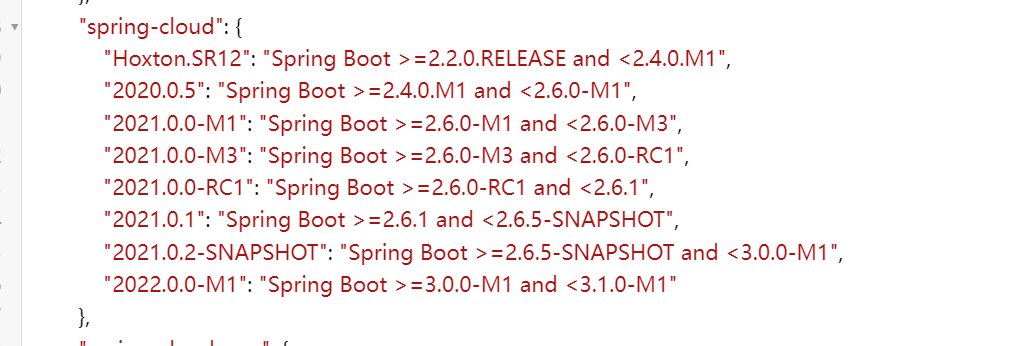 "spring-cloud": {
"Hoxton.SR12": "Spring Boot >=2.2.0.RELEASE and <2.4.0.M1",
"2020.0.5": "Spring Boot >=2.4.0.M1 and <2.6.0-M1",
"2021.0.0-M1": "Spring Boot >=2.6.0-M1 and <2.6.0-M3",
"2021.0.0-M3": "Spring Boot >=2.6.0-M3 and <2.6.0-RC1",
"2021.0.0-RC1": "Spring Boot >=2.6.0-RC1 and <2.6.1",
"2021.0.1": "Spring Boot >=2.6.1 and <2.6.5-SNAPSHOT",
"2021.0.2-SNAPSHOT": "Spring Boot >=2.6.5-SNAPSHOT and <3.0.0-M1",
"2022.0.0-M1": "Spring Boot >=3.0.0-M1 and <3.1.0-M1"
},